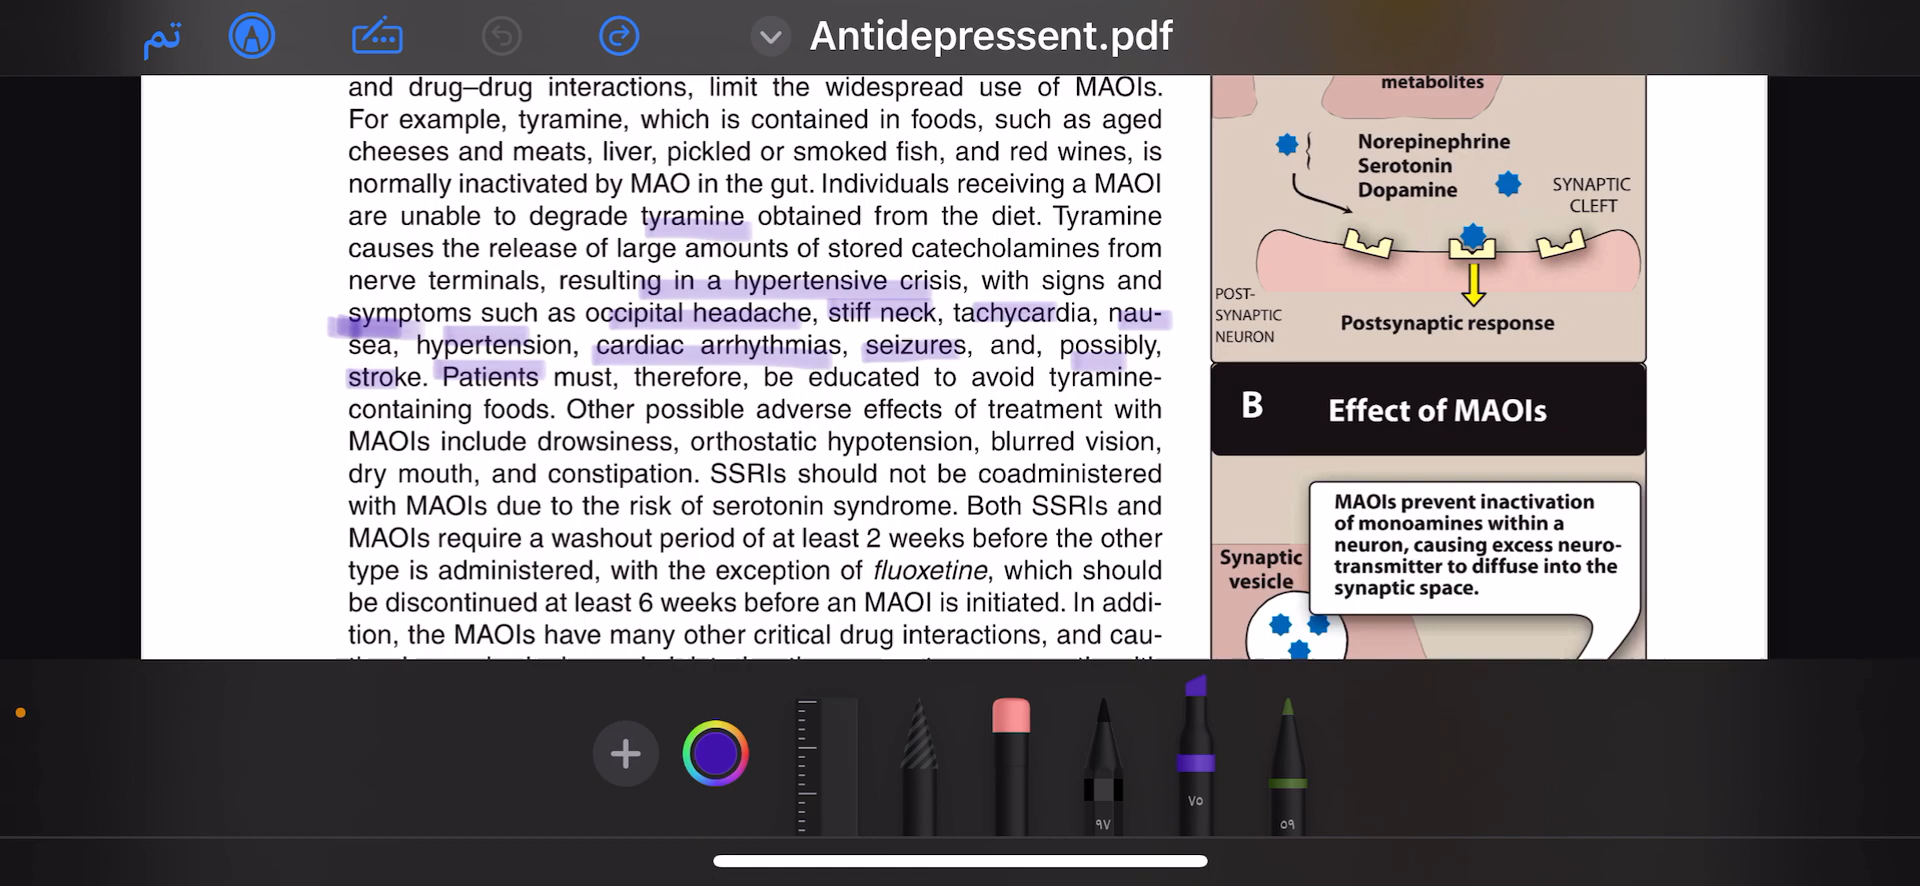 تم
Antidepressent.pdf
and drug–drug interactions, limit the widespread use of MAOIs.
For example, tyramine, which is contained in foods, such as aged
cheeses and meats, liver, pickled or smoked fish, and red wines, is
normally inactivated by MAO in the gut. Individuals receiving a MAOI
are unable to degrade tyramine obtained from the diet. Tyramine
causes the release of large amounts of stored catecholamines from
nerve terminals, resulting in a hypertensive crisis, with signs and
symptoms such as occipital headache, stiff neck, tachycardia, nau-
sea, hypertension, cardiac arrhythmias, seizures, and, possibly,
stroke. Patients must, therefore, be educated to avoid tyramine-
containing foods. Other possible adverse effects of treatment with
MAOIs include drowsiness, orthostatic hypotension, blurred vision,
dry mouth, and constipation. SSRIs should not be coadministered
with MAOIs due to the risk of serotonin syndrome. Both SSRIs and
MAOIs require a washout period of at least 2 weeks before the other
type is administered, with the exception of fluoxetine, which should
be discontinued at least 6 weeks before an MAOI is initiated. In addi-
tion, the MAOIs have many other critical drug interactions, and cau-
metabolites
Norepinephrine
Serotonin
Dopamine
SYNAPTIC
CLEFT
POST-
SYNAPTIC
NEURON
Postsynaptic response
B Effect of MAOIs
MAOIs prevent inactivation
of monoamines within a
neuron, causing excess neuro-
transmitter to diffuse into the
synaptic space.
Synaptic
vesicle
٩٧
٧٥
٥٩